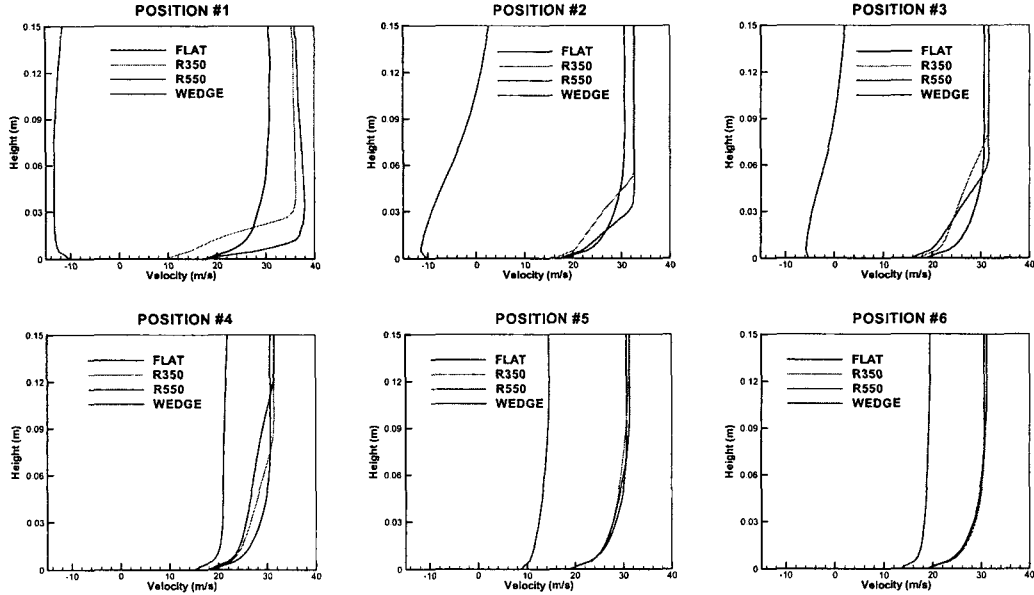 POSITION #1
FLAT
R350
R550
WEDGE
Height (m)
0.15
0.12
0.09
0.06
0.03
0
-10
0
10
20
30
40
Velocity (m/s)
POSITION #2
FLAT
R350
R550
WEDGE
Height (m)
0.15
0.12
0.09
0.06
0.03
0
-10
0
10
20
30
40
Velocity (m/s)
POSITION #3
FLAT
R350
R550
WEDGE
Height (m)
0.15
0.12
0.09
0.06
0.03
0
-10
0
10
20
30
40
Velocity (m/s)
POSITION #4
FLAT
R350
R550
WEDGE
Height (m)
0.15
0.12
0.09
0.06
0.03
0
-10
0
10
20
30
40
Velocity (m/s)
POSITION #5
FLAT
R350
R550
WEDGE
Height (m)
0.15
0.12
0.09
0.06
0.03
0
-10
0
10
20
30
40
Velocity (m/s)
POSITION #6
FLAT
R350
R550
WEDGE
Height (m)
0.15
0.12
0.09
0.06
0.03
0
-10
0
10
20
30
40
Velocity (m/s)